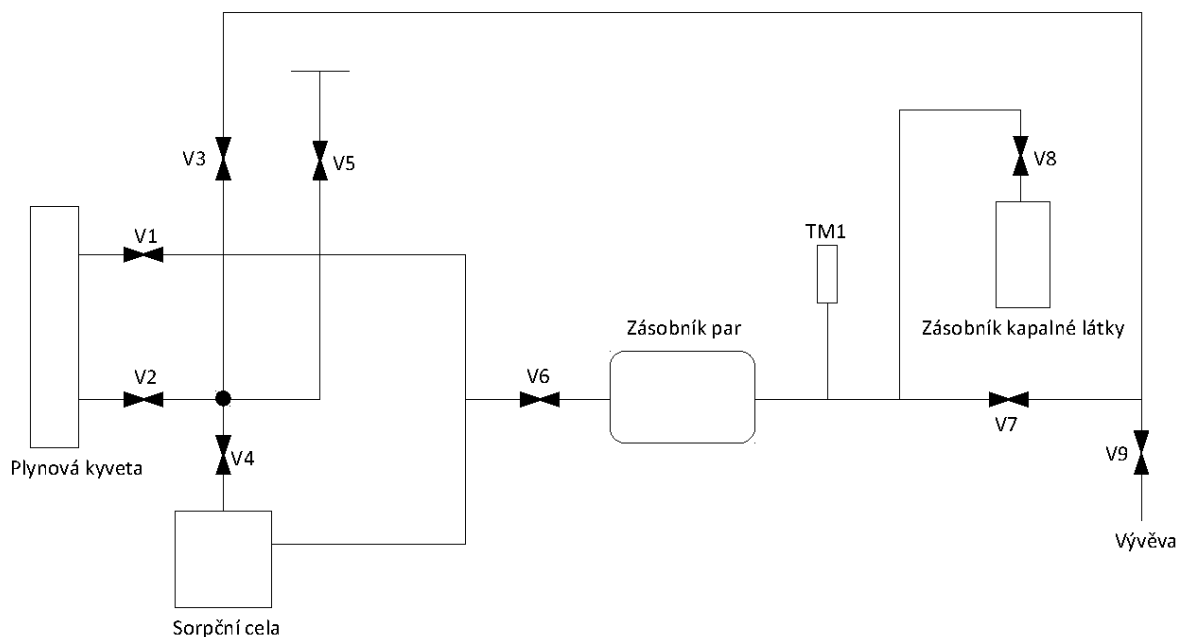 V3
V5
V8
V1
TM1
Zásobník par
Zásobník kapalné látky
V2
V6
V7
Plynová kyveta
V4
V9
Vývěva
Sorpční cela